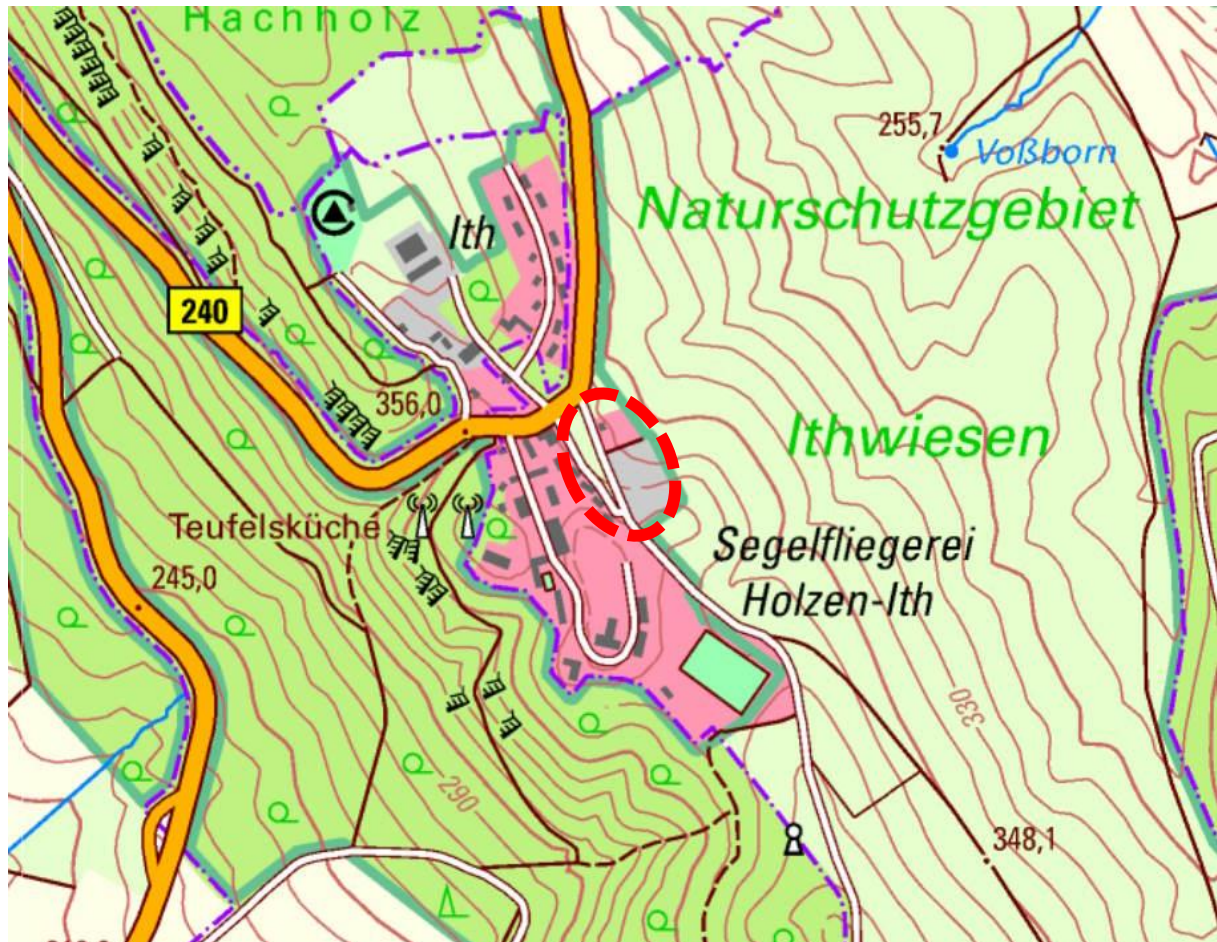 Hachholz
255,7
Voßborn
Naturschutzgebiet
Ith
240
356,0
Ithwiesen
Teufelsküche
Segelfliegerei
Holzen-Ith
245,0
330
290
348,1